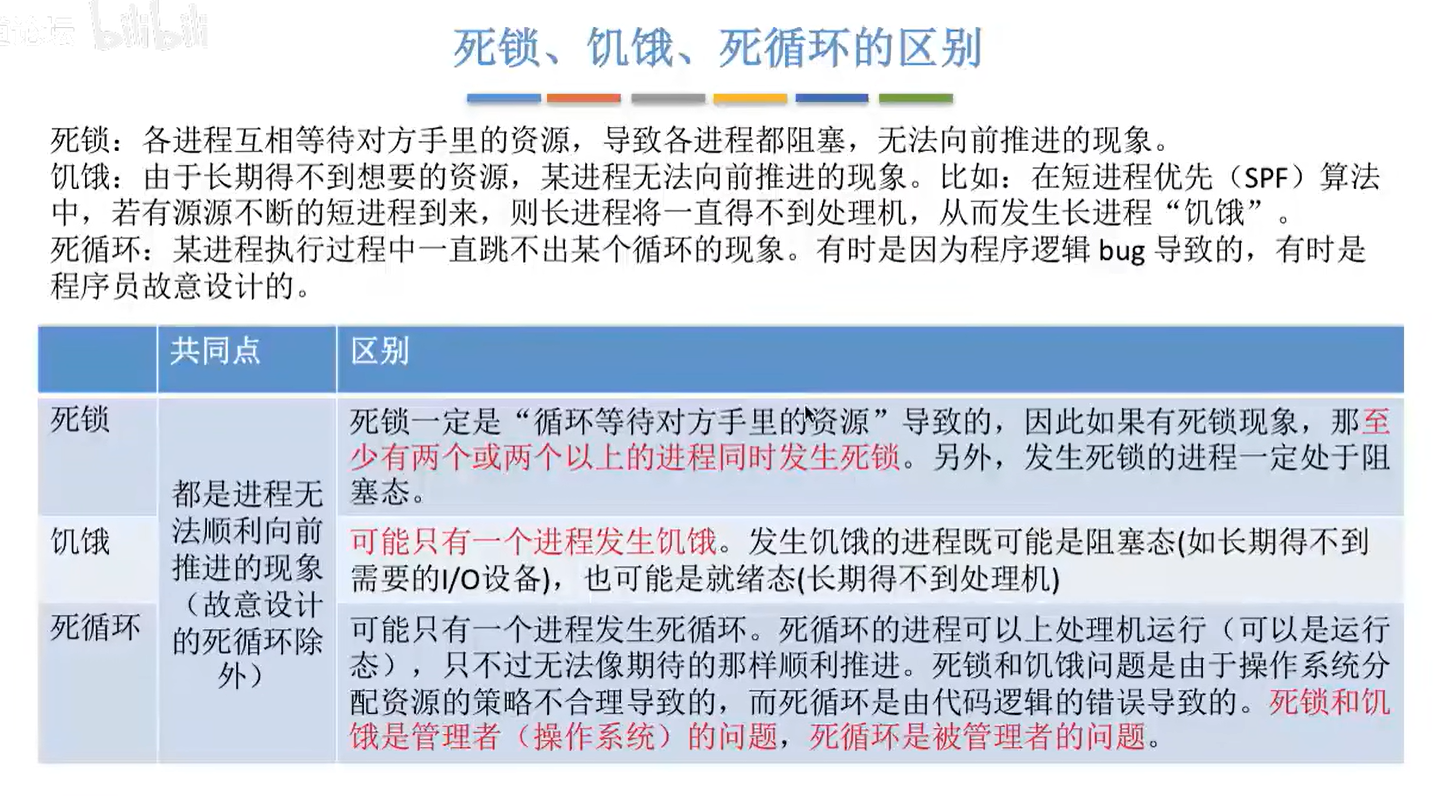 bilibili
死锁、饥饿、死循环的区别
死锁：各进程互相等待对方手里的资源，导致各进程都阻塞，无法向前推进的现象。
饥饿：由于长期得不到想要的资源，某进程无法向前推进的现象。比如：在短进程优先（SPF）算法
中，若有源源不断的短进程到来，则长进程将一直得不到处理机，从而发生长进程“饥饿”。
死循环：某进程执行过程中一直跳不出某个循环的现象。有时是因为程序逻辑 bug 导致的，有时是
程序员故意设计的。
共同点
区别
死锁
都是进程无
法顺利向前
推进的现象
（故意设计
的死循环除
外）
死锁一定是“循环等待对方手里的资源”导致的，因此如果有死锁现象，那至
少有两个或两个以上的进程同时发生死锁。另外，发生死锁的进程一定处于阻
塞态。
饥饿
可能只有一个进程发生饥饿。发生饥饿的进程既可能是阻塞态(如长期得不到
需要的I/O设备)，也可能是就绪态(长期得不到处理机)
死循环
可能只有一个进程发生死循环。死循环的进程可以上处理机运行（可以是运行
态），只不过无法像期待的那样顺利推进。死锁和饥饿问题是由于操作系统分
配资源的策略不合理导致的，而死循环是由代码逻辑的错误导致的。死锁和饥
饿是管理者（操作系统）的问题，死循环是被管理者的问题。